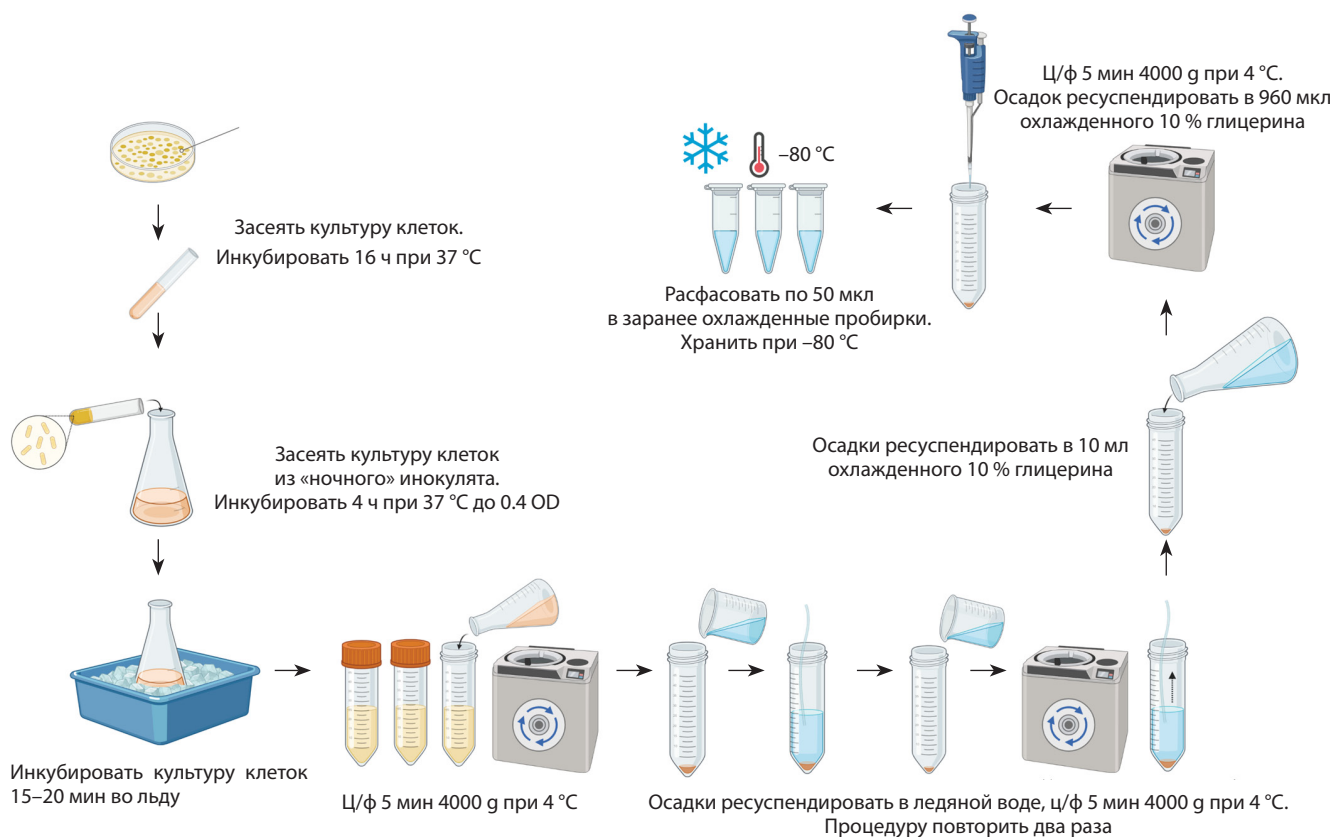 Засеять культуру клеток.
Инкубировать 16 ч при 37 °C
Засеять культуру клеток
из «ночного» инокулята.
Инкубировать 4 ч при 37 °C до 0.4 OD
Инкубировать культуру клеток
15–20 мин во льду
Ц/ф 5 мин 4000 g при 4 °C
Осадки ресуспендировать в ледяной воде, ц/ф 5 мин 4000 g при 4 °C.
Процедуру повторить два раза
Осадки ресуспендировать в 10 мл
охлажденного 10 % глицерина
Ц/ф 5 мин 4000 g при 4 °C.
Осадок ресуспендировать в 960 мкл
охлажденного 10 % глицерина
–80 °C
Расфасовать по 50 мкл
в заранее охлажденные пробирки.
Хранить при –80 °C